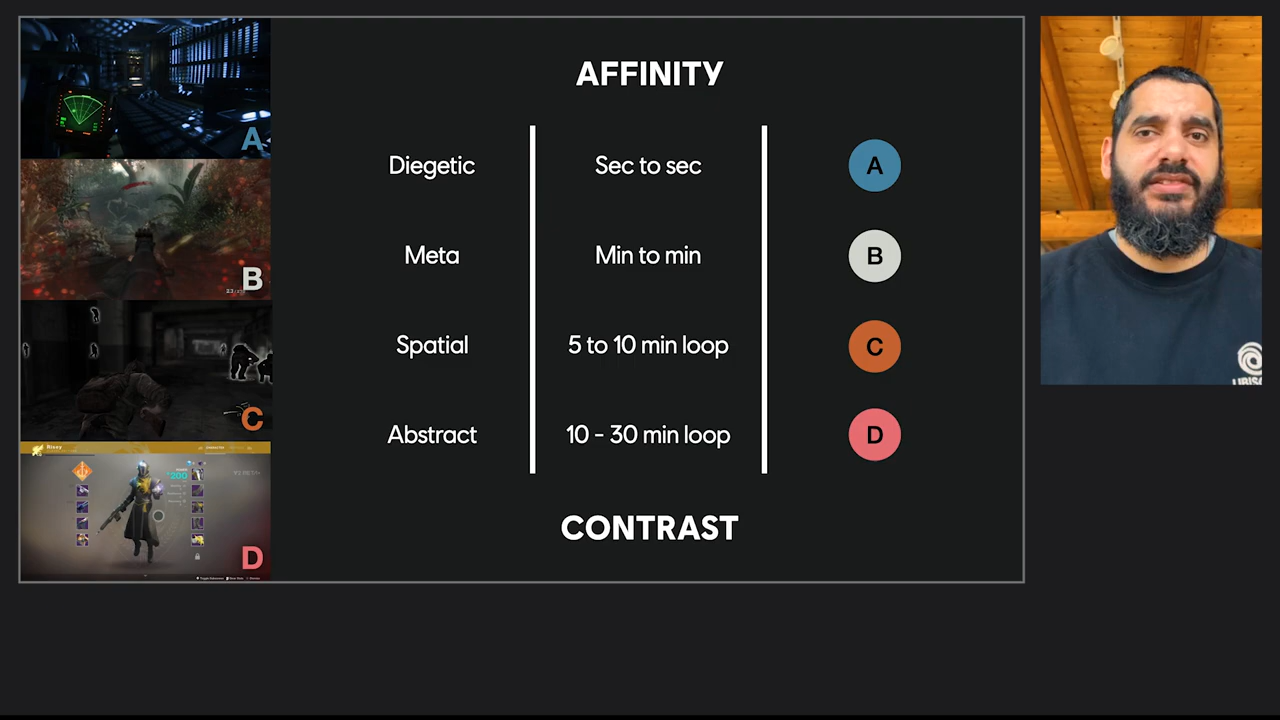 AFFINITY
Diegetic Sec to sec A
Meta Min to min B
Spatial 5 to 10 min loop C
Abstract 10 - 30 min loop D
CONTRAST
A
B
C
D
200